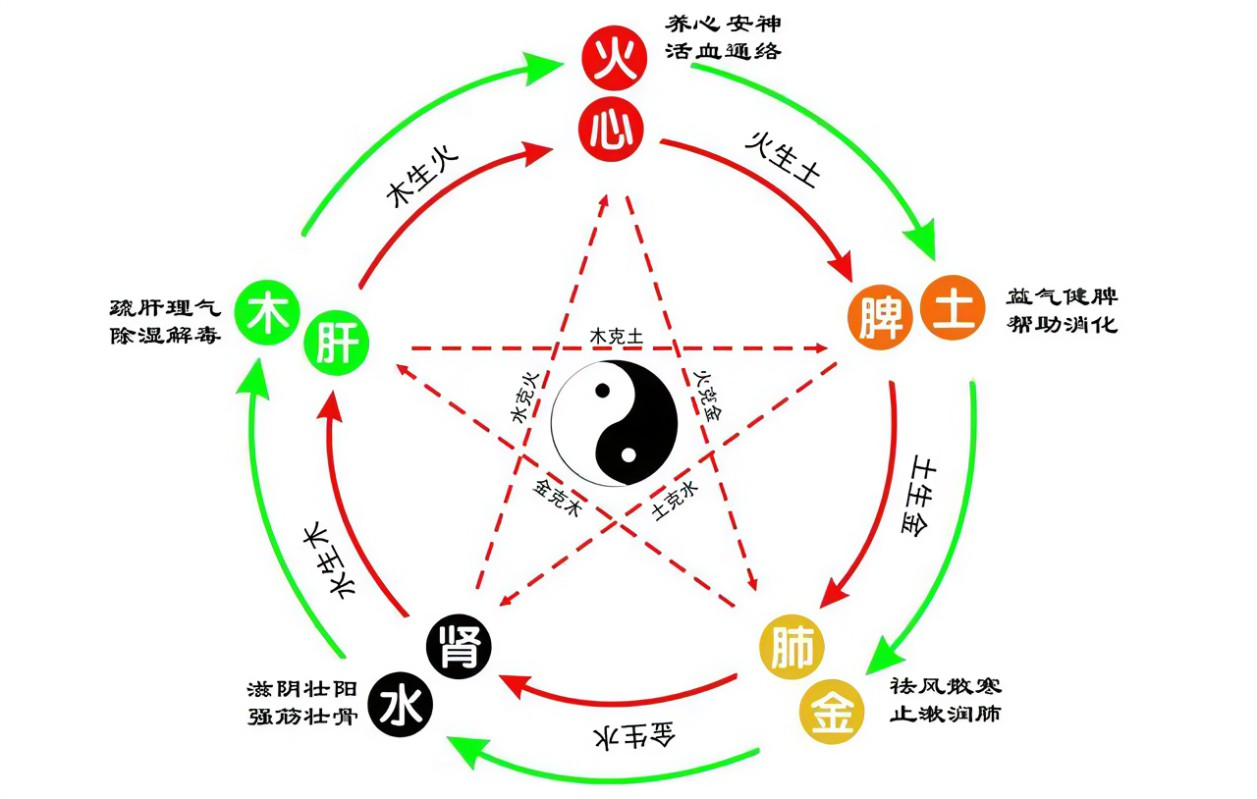 养心安神
活血通络
火
心
木生火
火生土
木
肝
疏肝理气
除湿解毒
脾
土
益气健脾
帮助消化
木克土
水克火
火克金
金克木
土克水
土生金
水生木
肾
水
滋阴壮阳
强筋壮骨
肺
金
祛风散寒
止漱润肺
金生水